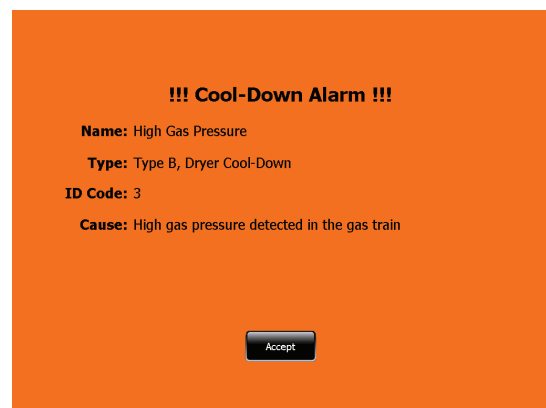 !!! Cool-Down Alarm !!!
Name: High Gas Pressure
Type: Type B, Dryer Cool-Down
ID Code: 3
Cause: High gas pressure detected in the gas train
Accept